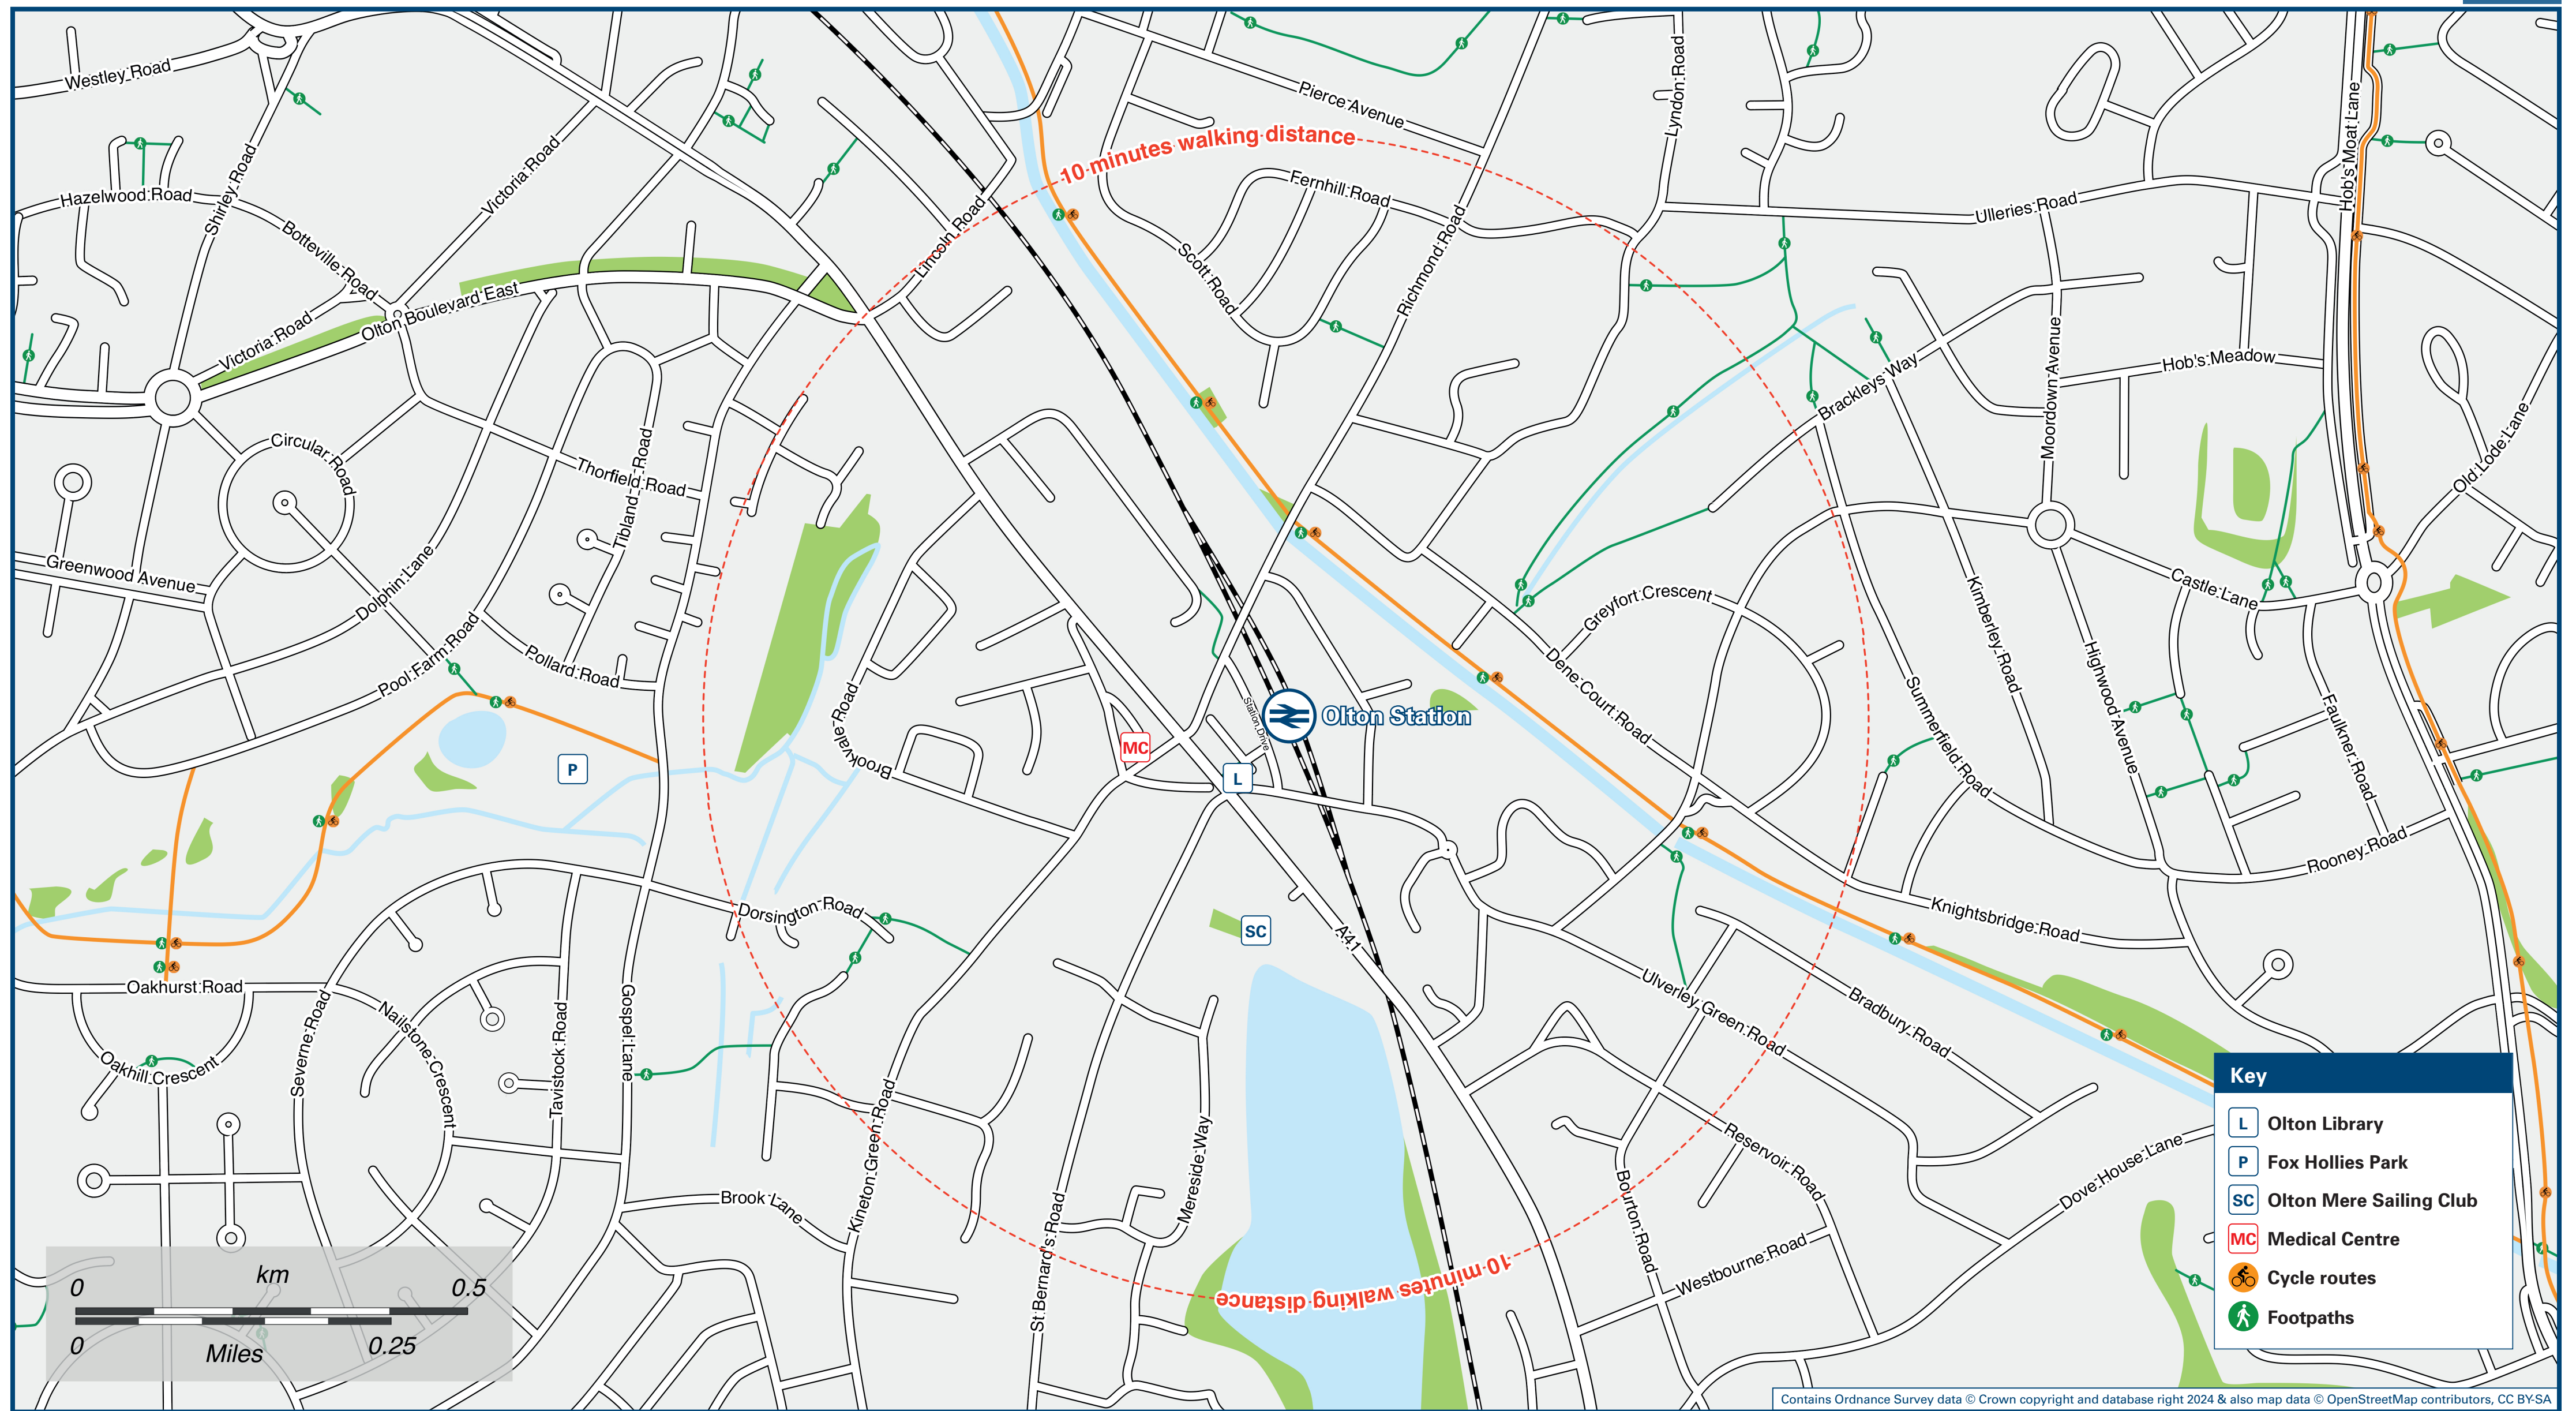 Westley Road
Pierce Avenue
Lyndon Road
Hob's Moat Lane
10 minutes walking distance
Shirley Road
Victoria Road
Hazelwood Road
Fernhill Road
Ulleries Road
Botteville Road
Lincoln Road
Scott Road
Richmond Road
Victoria Road
Olton Boulevard East
Hob's Meadow
Brackleys Way
Moordown Avenue
Old Lode Lane
Circular Road
Thorfield Road
Tibland Road
Greenwood Avenue
Dolphin Lane
Castle Lane
Greyfort Crescent
Kimberley Road
Pool Farm Road
Pollard Road
Dene Court Road
Highwood Avenue
Summerfield Road
Faulkner Road
Brookvale Road
Station Drive
Olton Station
MC
P
L
Rooney Road
Dorsington Road
SC
A41
Knightsbridge Road
Oakhurst Road
Ulverley Green Road
Bradbury Road
Severne Road
Nailstone Crescent
Tavistock Road
Gospel Lane
Oakhill Crescent
Kineton Green Road
Mereside Way
Reservoir Road
Bourton Road
Dove House Lane
Brook Lane
St Bernard's Road
Westbourne Road
10 minutes walking distance
0
km
0.5
0
Miles
0.25
Key
L Olton Library
P Fox Hollies Park
SC Olton Mere Sailing Club
MC Medical Centre
Cycle routes
Footpaths
Contains Ordnance Survey data © Crown copyright and database right 2024 & also map data © OpenStreetMap contributors, CC BY-SA